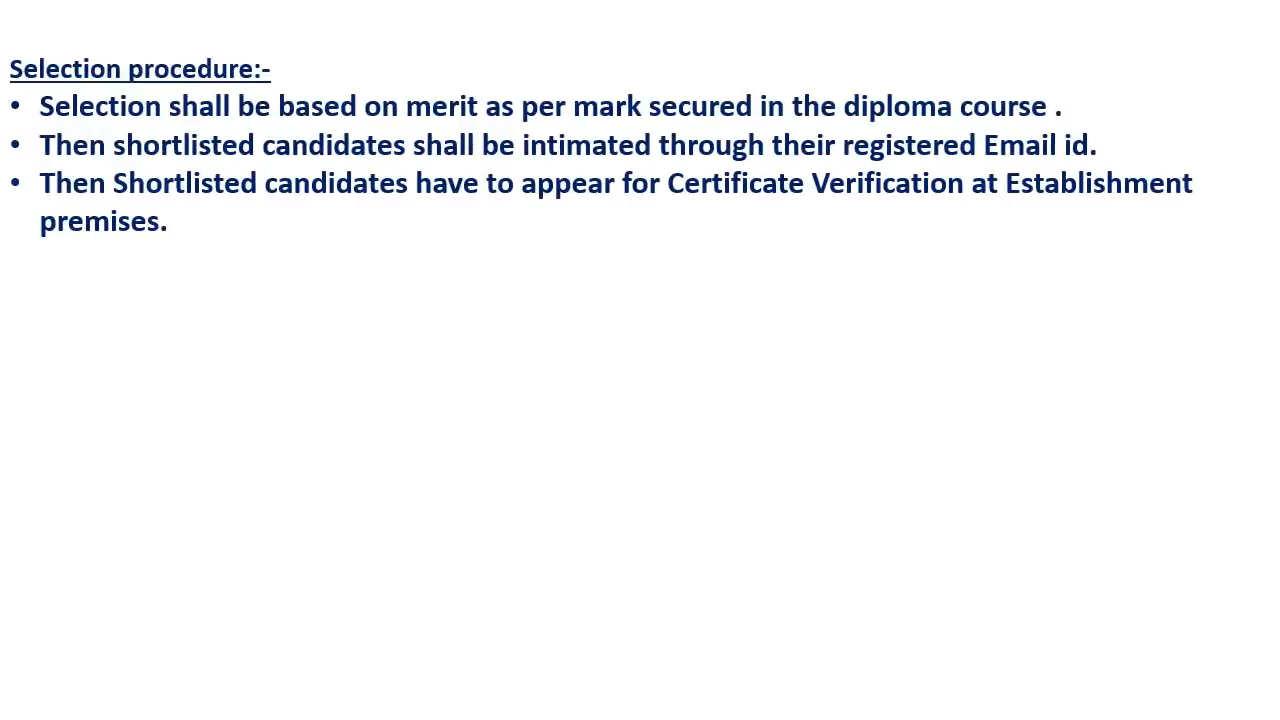 Selection procedure:-
• Selection shall be based on merit as per mark secured in the diploma course .
• Then shortlisted candidates shall be intimated through their registered Email id.
• Then Shortlisted candidates have to appear for Certificate Verification at Establishment
premises.